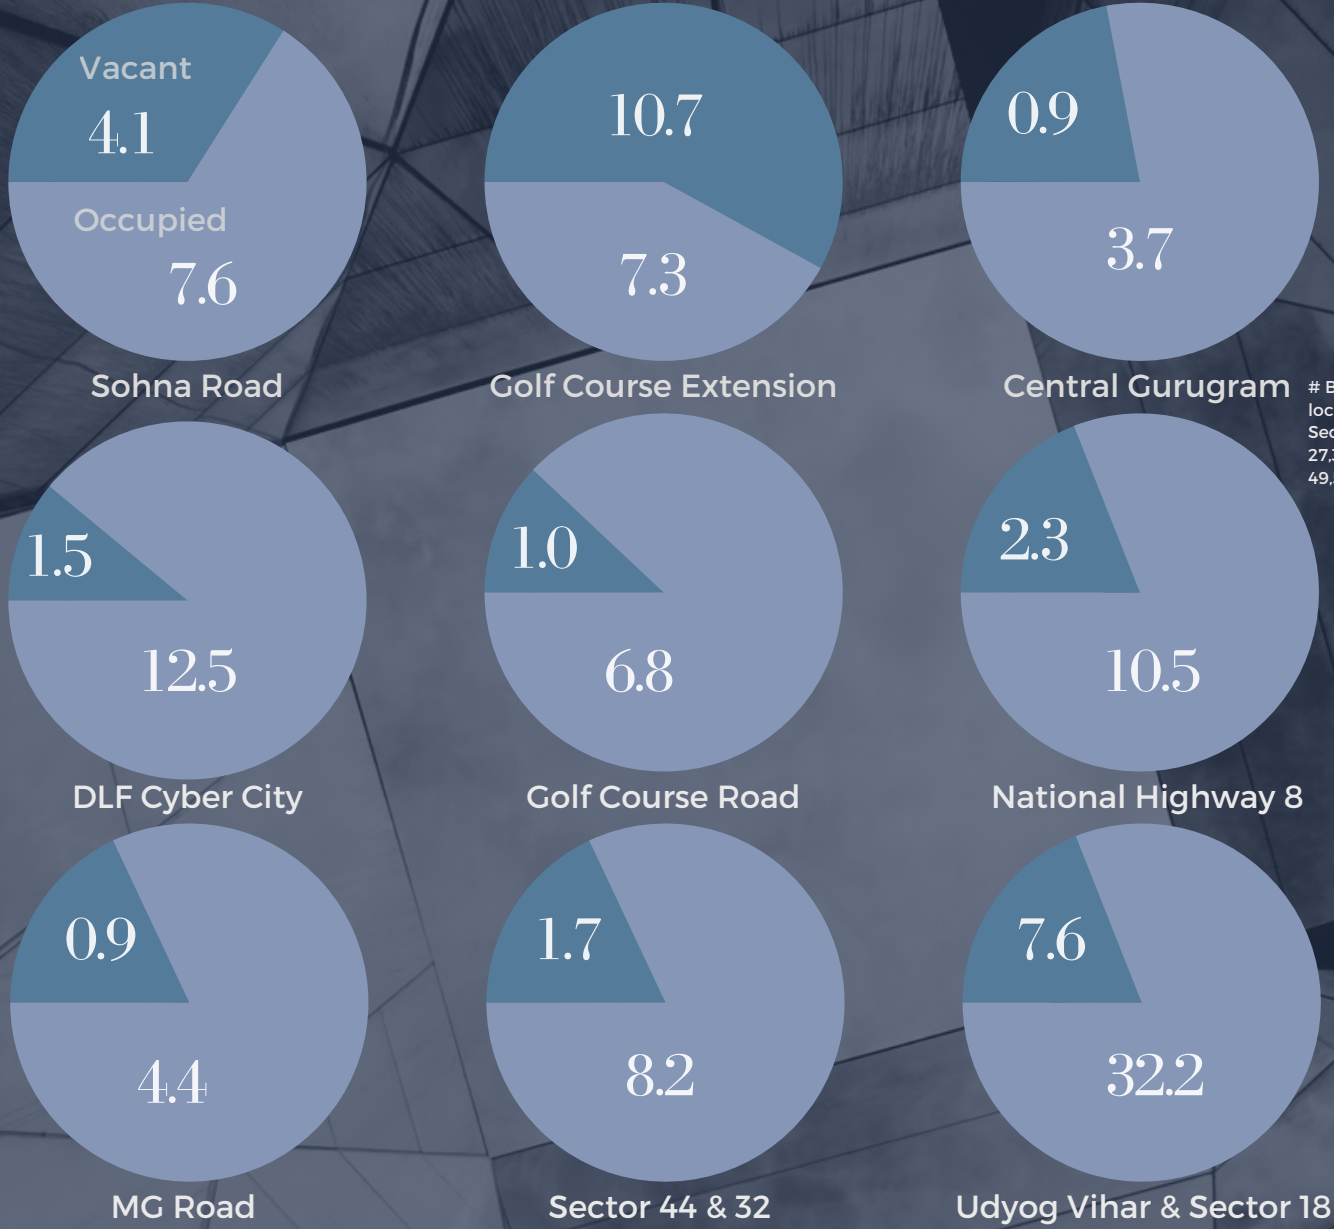 Vacant
4.1
Occupied
7.6
Sohna Road
10.7
7.3
Golf Course Extension
0.9
3.7
Central Gurugram
1.5
12.5
DLF Cyber City
1.0
6.8
Golf Course Road
2.3
10.5
National Highway 8
0.9
4.4
MG Road
1.7
8.2
Sector 44 & 32
7.6
32.2
Udyog Vihar & Sector 18
#